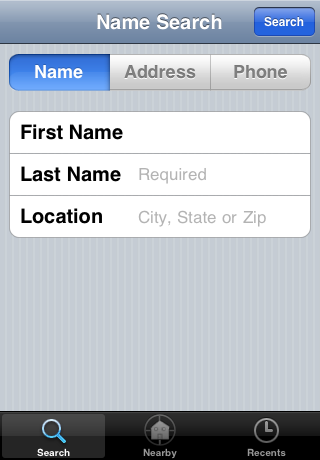 Name Search
Search
Name Address Phone
First Name
Last Name Required
Location City, State or Zip
Search Nearby Recents